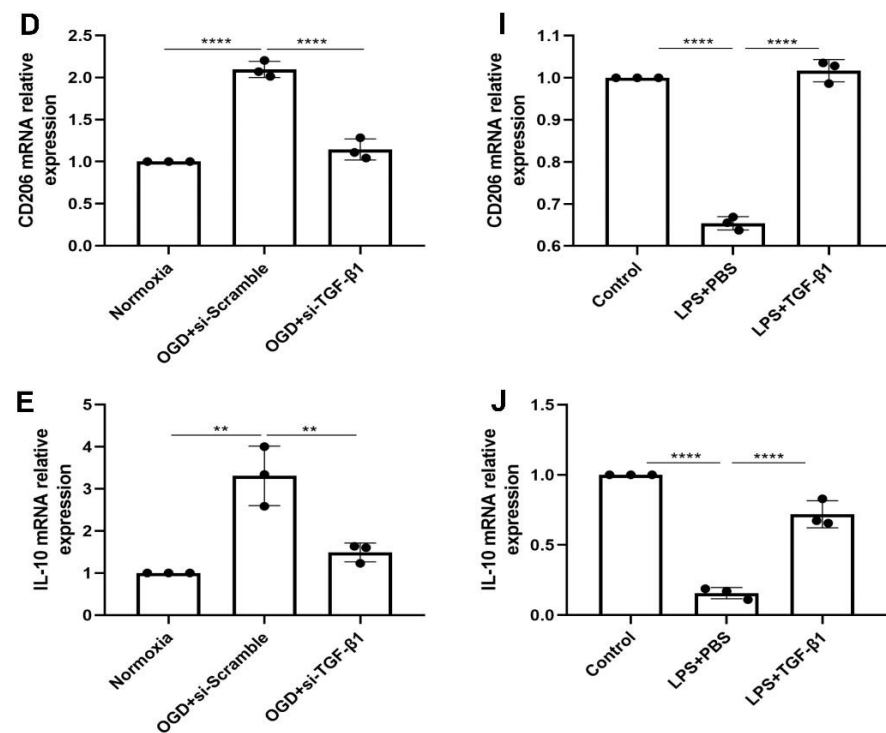 D
CD206 mRNA relative
expression
2.5
2.0
1.5
1.0
0.5
0.0
**** ****
Normoxia
OGD+si-Scramble
OGD+si-TGF-β1
I
CD206 mRNA relative
expression
1.1
1.0
0.9
0.8
0.7
0.6
**** ****
Control
LPS+PBS
LPS+TGF-β1
E
IL-10 mRNA relative
expression
5
4
3
2
1
0
** **
Normoxia
OGD+si-Scramble
OGD+si-TGF-β1
J
IL-10 mRNA relative
expression
1.5
1.0
0.5
0.0
**** ****
Control
LPS+PBS
LPS+TGF-β1